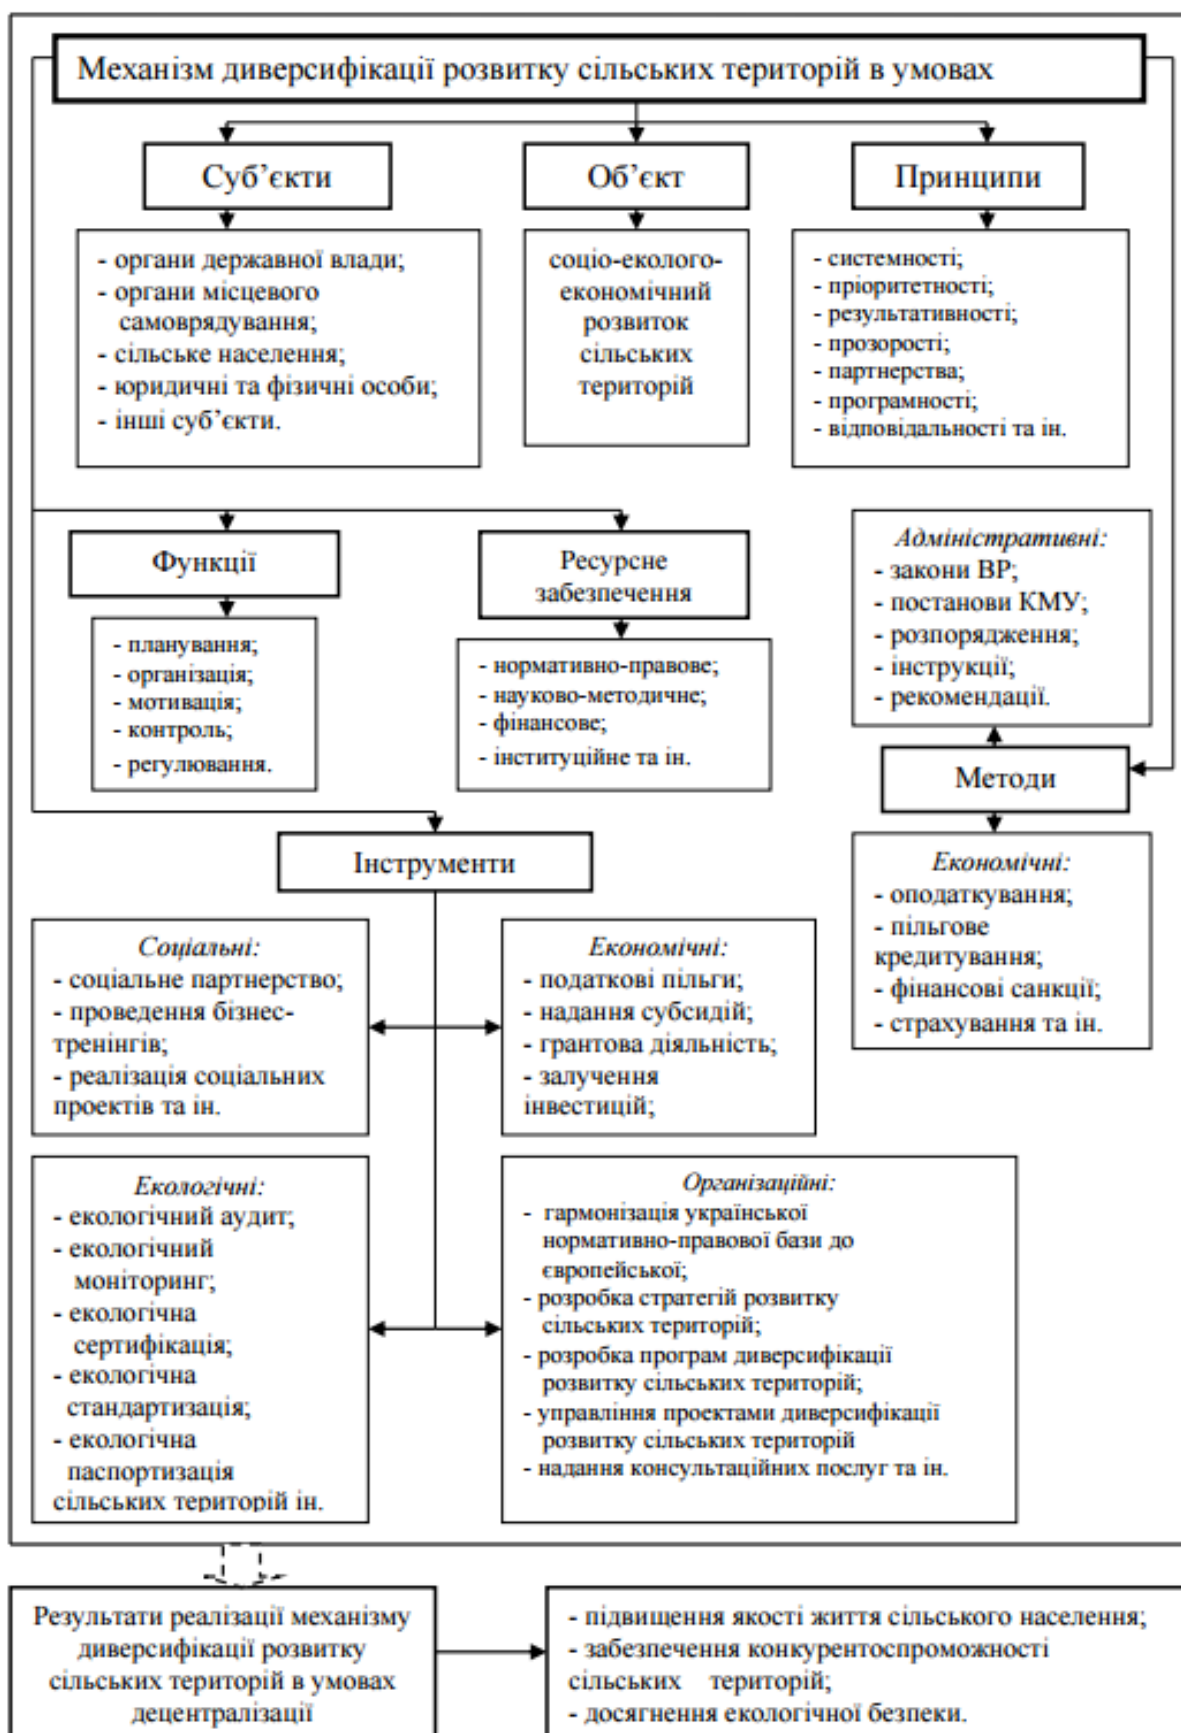 Механізм диверсифікації розвитку сільських територій в умовах
Суб’єкти
Об’єкт
Принципи
- органи державної влади;
- органи місцевого
самоврядування;
- сільське населення;
- юридичні та фізичні особи;
- інші суб’єкти.
соціо-еколого-
економічний
розвиток
сільських
територій
- системності;
- пріоритетності;
- результативності;
- прозорості;
- партнерства;
- програмності;
- відповідальності та ін.
Функції
Ресурсне
забезпечення
- планування;
- організація;
- мотивація;
- контроль;
- регулювання.
- нормативно-правове;
- науково-методичне;
- фінансове;
- інституційне та ін.
Адміністративні:
- закони ВР;
- постанови КМУ;
- розпорядження;
- інструкції;
- рекомендації.
Методи
Економічні:
- оподаткування;
- пільгове
кредитування;
- фінансові санкції;
- страхування та ін.
Інструменти
Соціальні:
- соціальне партнерство;
- проведення бізнес-
тренінгів;
- реалізація соціальних
проектів та ін.
Економічні:
- податкові пільги;
- надання субсидій;
- грантова діяльність;
- залучення
інвестицій;
Екологічні:
- екологічний аудит;
- екологічний
моніторинг;
- екологічна
сертифікація;
- екологічна
стандартизація;
- екологічна
паспортизація
сільських територій ін.
Організаційні:
- гармонізація української
нормативно-правової бази до
європейської;
- розробка стратегій розвитку
сільських територій;
- розробка програм диверсифікації
розвитку сільських територій;
- управління проектами диверсифікації
розвитку сільських територій
- надання консультаційних послуг та ін.
Результати реалізації механізму
диверсифікації розвитку
сільських територій в умовах
децентралізації
- підвищення якості життя сільського населення;
- забезпечення конкурентоспроможності
сільських територій;
- досягнення екологічної безпеки.